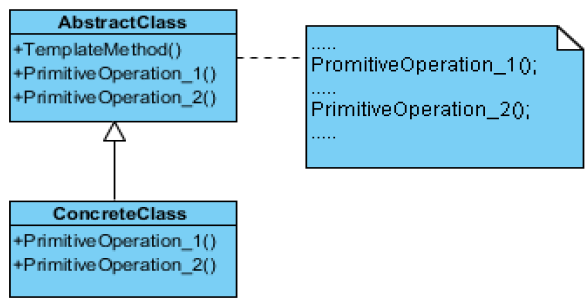 AbstractClass
+TemplateMethod()
+PrimitiveOperation_1()
+PrimitiveOperation_2()
.....
PromitiveOperation_1();
.....
PrimitiveOperation_2();
.....
ConcreteClass
+PrimitiveOperation_1()
+PrimitiveOperation_2()